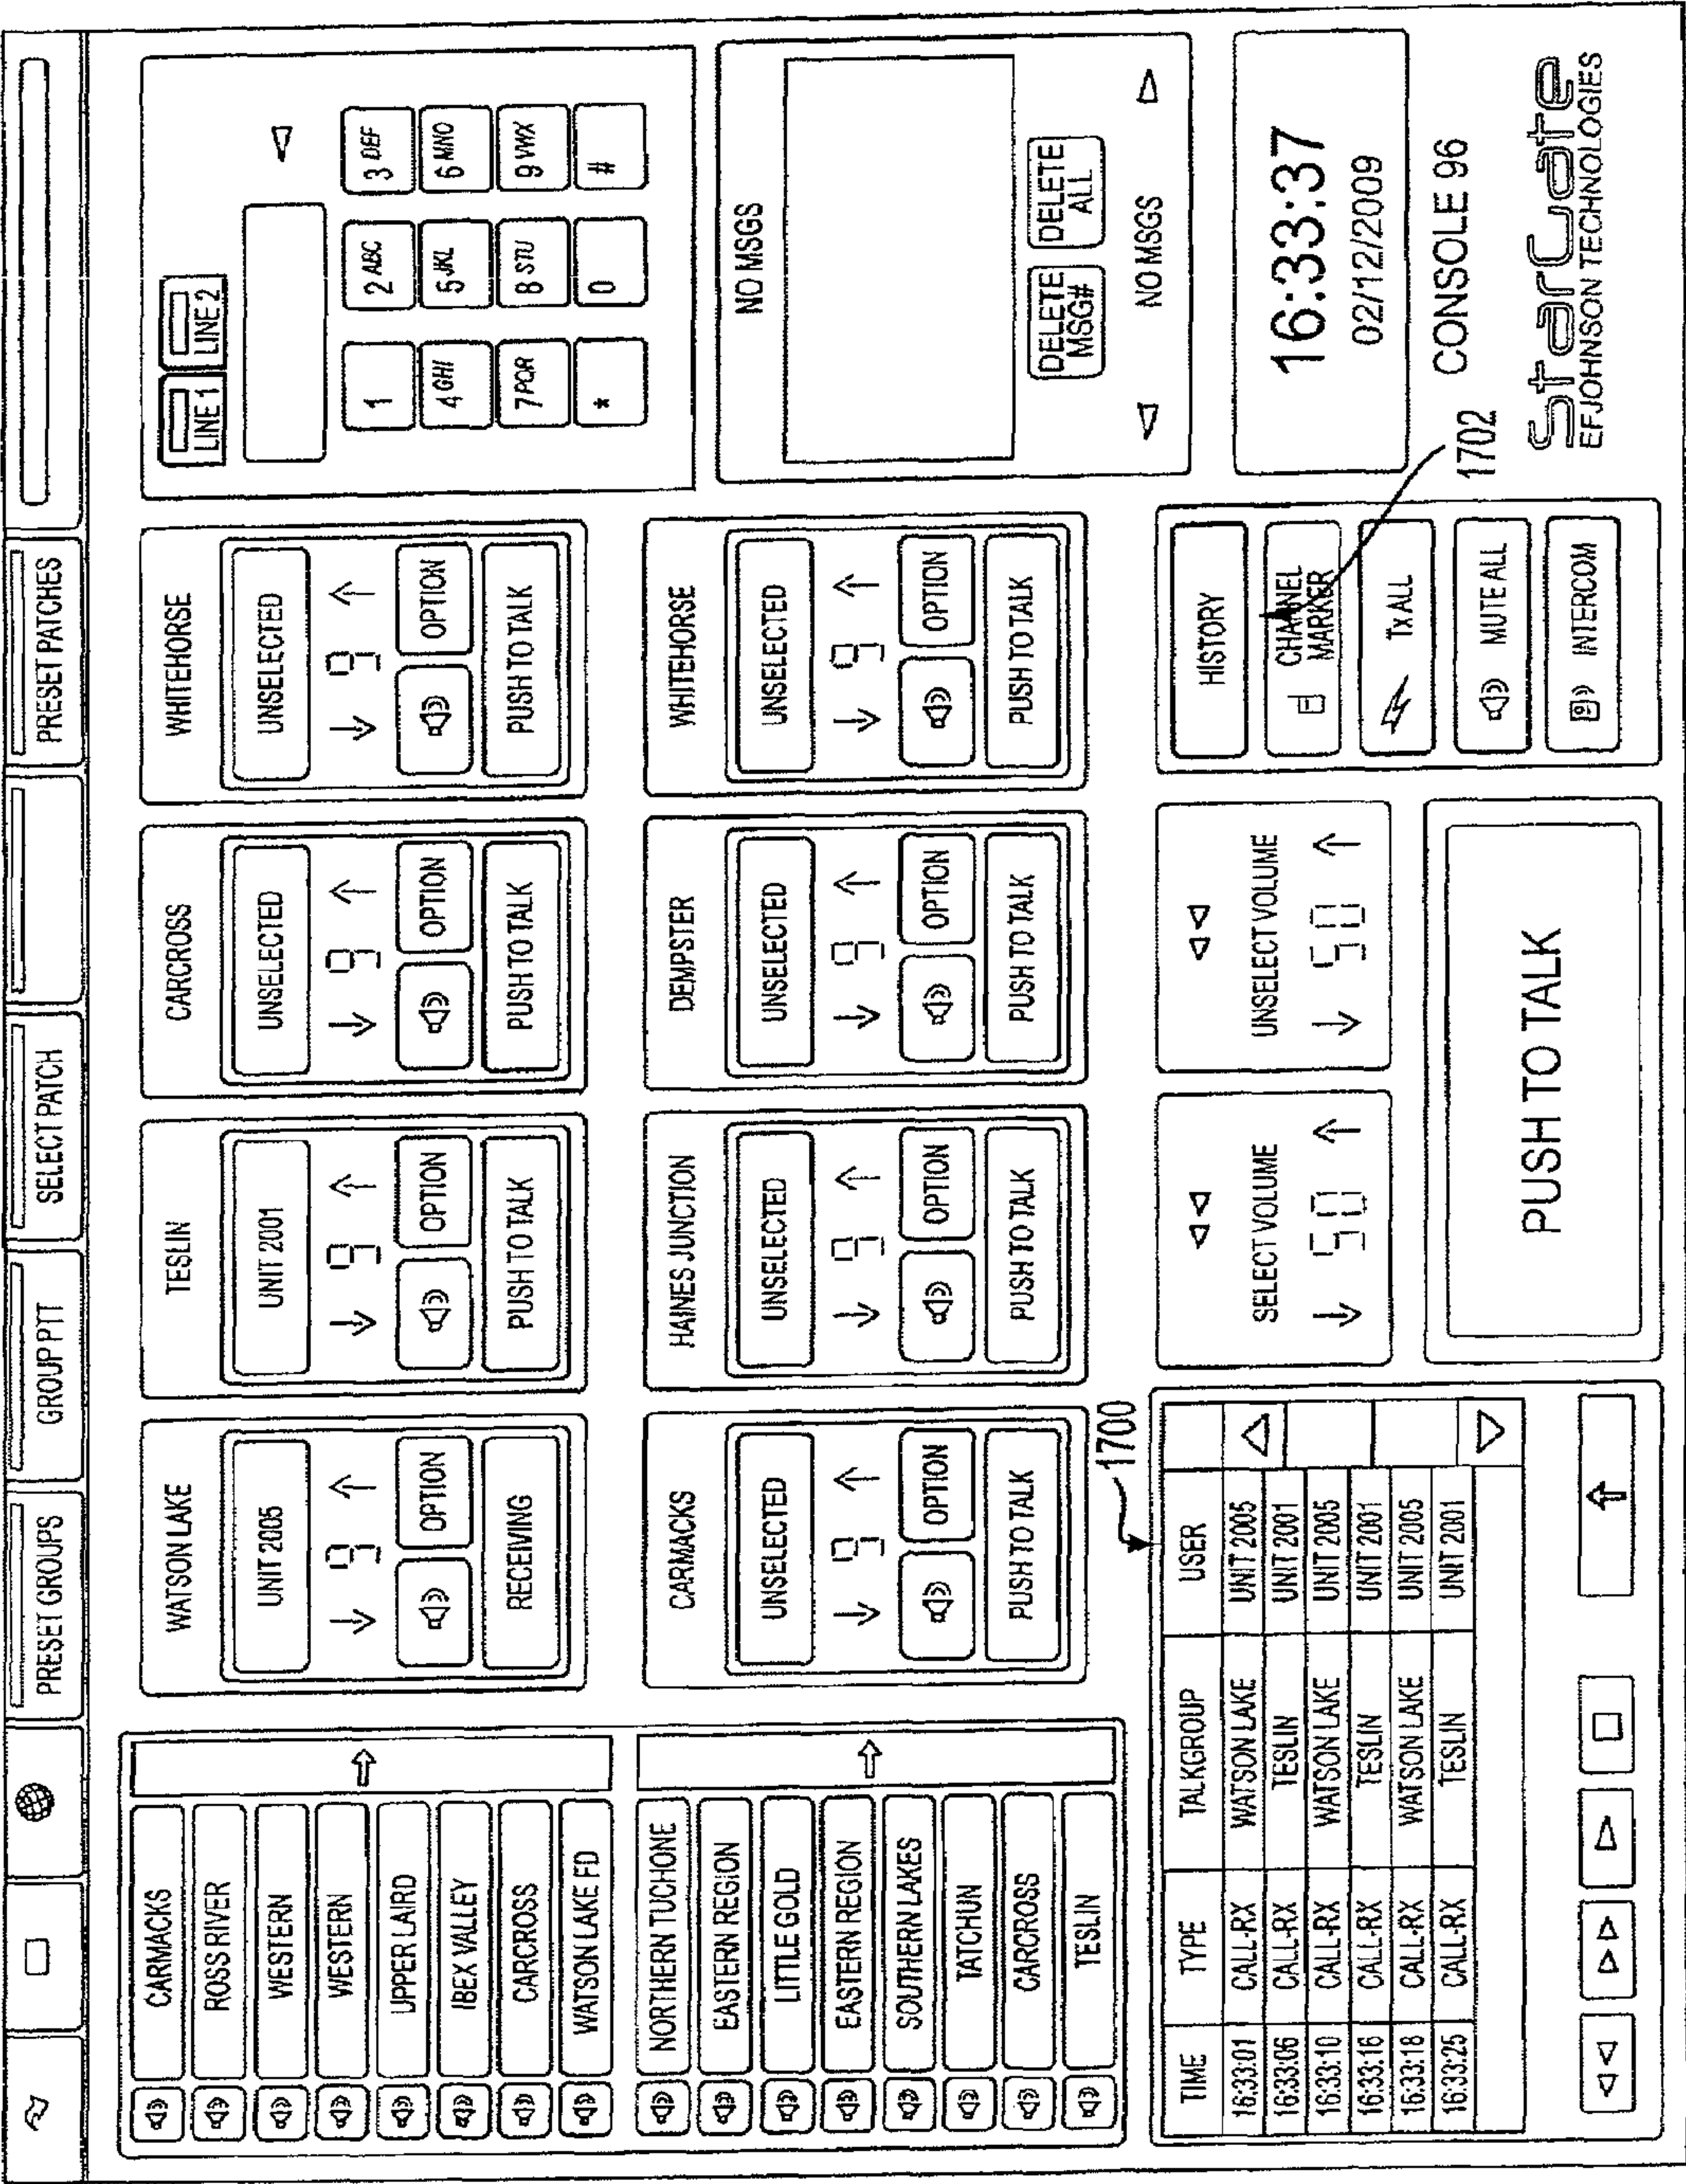 PRESET GROUPS
GROUP PTT
SELECT PATCH
PRESET PATCHES
CARMACKS
ROSS RIVER
WESTERN
WESTERN
UPPER LAIRD
IBEX VALLEY
CARCROSS
WATSON LAKE FD
NORTHERN TUCHONE
EASTERN REGION
LITTLE GOLD
EASTERN REGION
SOUTHERN LAKES
TATCHUN
CARCROSS
TESLIN
WATSON LAKE
UNIT 2005
9
OPTION
RECEIVING
TESLIN
UNIT 2001
9
OPTION
PUSH TO TALK
CARCROSS
UNSELECTED
9
OPTION
PUSH TO TALK
WHITEHORSE
UNSELECTED
9
OPTION
PUSH TO TALK
CARMACKS
UNSELECTED
9
OPTION
PUSH TO TALK
HAINES JUNCTION
UNSELECTED
9
OPTION
PUSH TO TALK
DEMPSTER
UNSELECTED
9
OPTION
PUSH TO TALK
WHITEHORSE
UNSELECTED
9
OPTION
PUSH TO TALK
LINE 1 LINE 2
1 2 ABC 3 DEF
4 GHI 5 JKL 6 MNO
7 PQR 8 STU 9 VWX
* 0 #
NO MSGS
DELETE MSG# DELETE ALL
NO MSGS
1700
TIME TYPE TALKGROUP USER
16:33:01 CALL-RX WATSON LAKE UNIT 2005
16:33:06 CALL-RX TESLIN UNIT 2001
16:33:10 CALL-RX WATSON LAKE UNIT 2005
16:33:16 CALL-RX TESLIN UNIT 2001
16:33:18 CALL-RX WATSON LAKE UNIT 2005
16:33:25 CALL-RX TESLIN UNIT 2001
SELECT VOLUME
50
UNSELECT VOLUME
50
PUSH TO TALK
HISTORY
CHANNEL
MARKER
Tx ALL
MUTE ALL
INTERCOM
1702
16:33:37
02/12/2009
CONSOLE 96
StarGate
EFJOHNSON TECHNOLOGIES